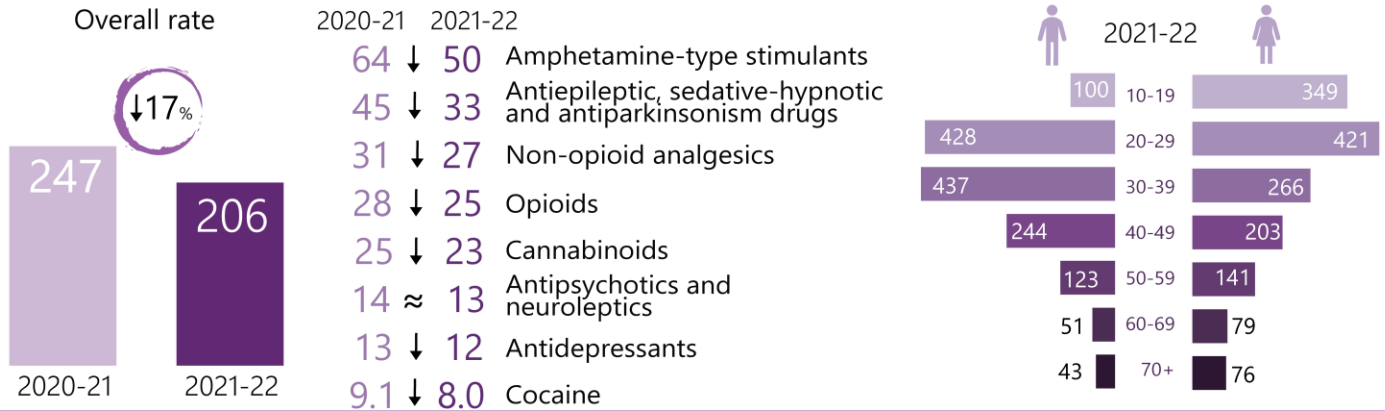 Overall rate
↓17%
247
206
2020-21
2021-22
2020-21 2021-22
64 ↓ 50 Amphetamine-type stimulants
45 ↓ 33 Antiepileptic, sedative-hypnotic
and antiparkinsonism drugs
31 ↓ 27 Non-opioid analgesics
28 ↓ 25 Opioids
25 ↓ 23 Cannabinoids
14 ≈ 13 Antipsychotics and
neuroleptics
13 ↓ 12 Antidepressants
9.1 ↓ 8.0 Cocaine
2021-22
100 10-19 349
428 20-29 421
437 30-39 266
244 40-49 203
123 50-59 141
51 60-69 79
43 70+ 76